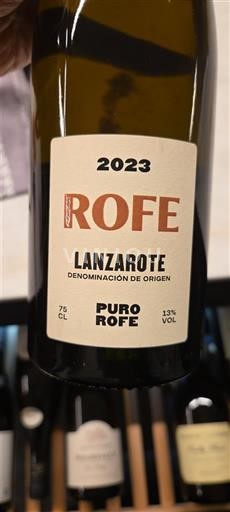 2023
ROFE
LANZAROTE
DENOMINACIÓN DE ORIGEN
75
CL
PURO
ROFE
13%
VOL